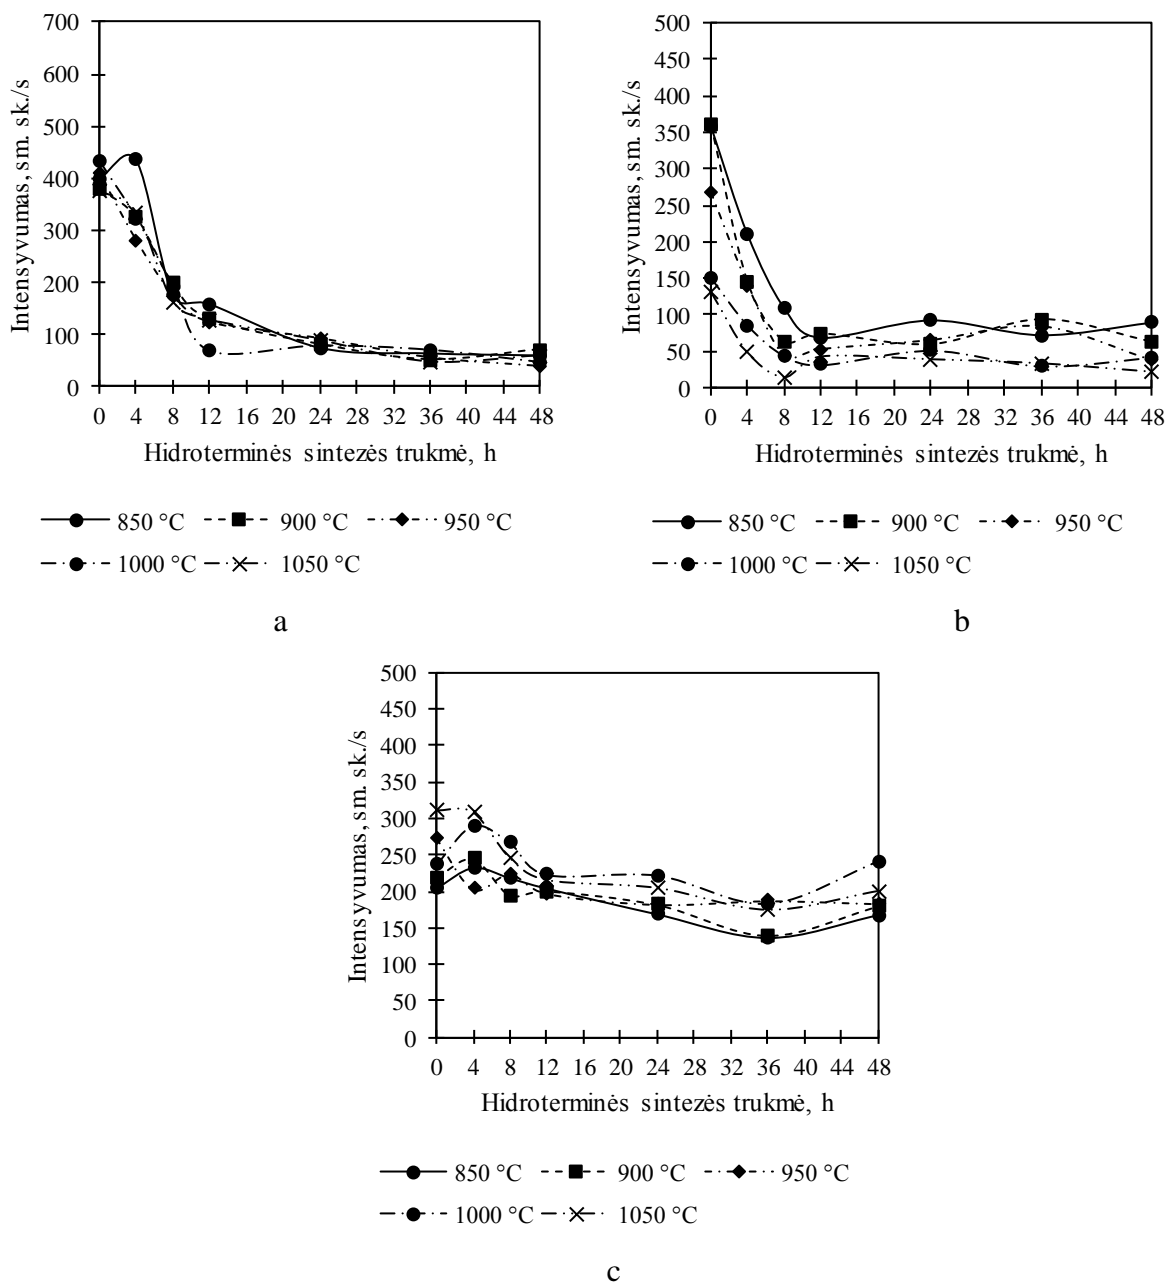 700
600
500
400
300
200
100
0
Intensyvumas, sm. sk./s
0 4 8 12 16 20 24 28 32 36 40 44 48
Hidroterminės sintezės trukmė, h
850 °C 900 °C 950 °C
1000 °C 1050 °C
a
500
450
400
350
300
250
200
150
100
50
0
Intensyvumas, sm. sk./s
0 4 8 12 16 20 24 28 32 36 40 44 48
Hidroterminės sintezės trukmė, h
850 °C 900 °C 950 °C
1000 °C 1050 °C
b
500
450
400
350
300
250
200
150
100
50
0
Intensyvumas, sm. sk./s
0 4 8 12 16 20 24 28 32 36 40 44 48
Hidroterminės sintezės trukmė, h
850 °C 900 °C 950 °C
1000 °C 1050 °C
c